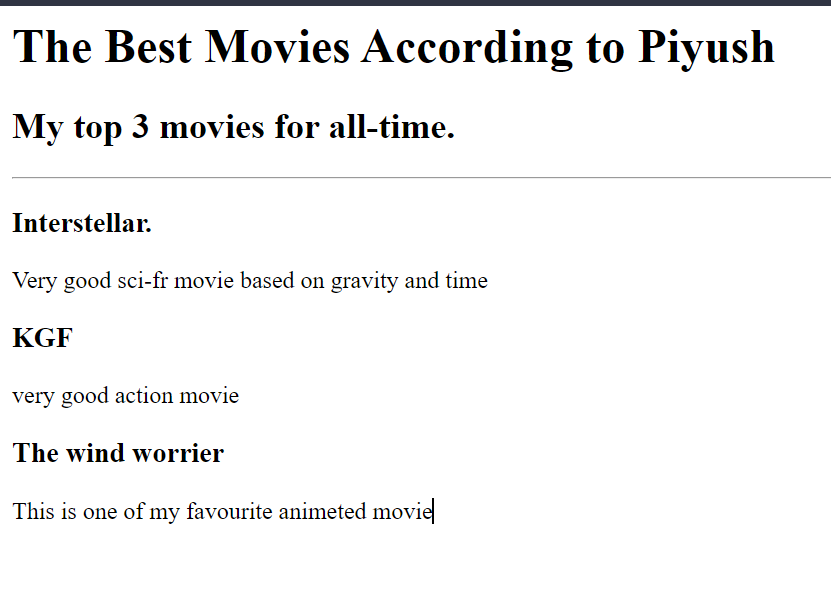 The Best Movies According to Piyush
My top 3 movies for all-time.
Interstellar.
Very good sci-fr movie based on gravity and time
KGF
very good action movie
The wind worrier
This is one of my favourite animeted movie